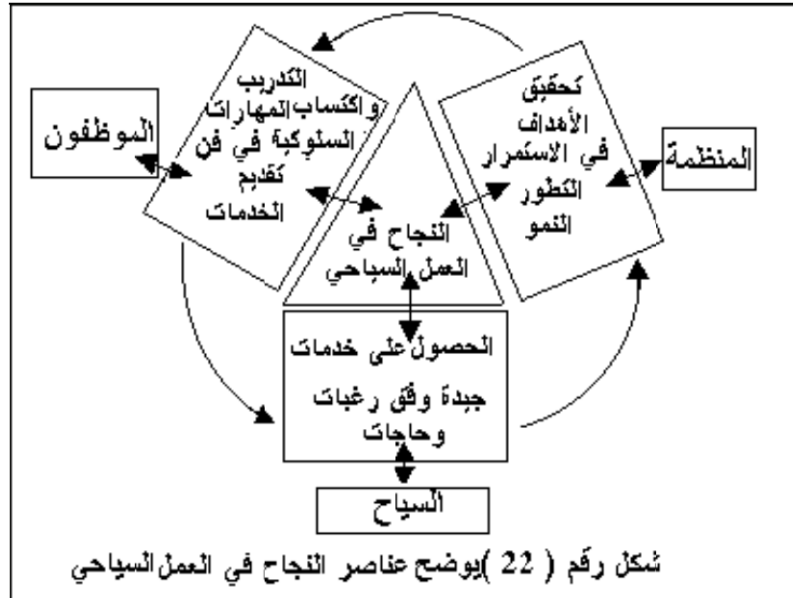 تحقيق
الأهداف
في الاستمرار
التطور
النمو
المنظمة
التدريب
واكتساب المهارات
السلوكية في فن
تقديم
الخدمات
الموظفون
النجاح في
العمل السياحي
الحصول على خدمات
جيدة وفق رغبات
وحاجات
السياح
شكل رقم ( 22 )يوضح عناصر النجاح في العمل السياحي